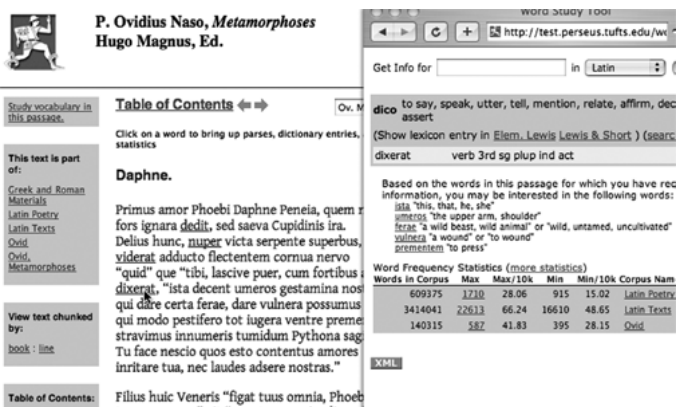 P. Ovidius Naso, Metamorphoses
Hugo Magnus, Ed.
Study vocabulary in
this passage.
This text is part
of:
Greek and Roman
Materials
Latin Poetry
Latin Texts
Ovid
Ovid,
Metamorphoses
View text chunked
by:
book : line
Table of Contents:
Table of Contents
Ov. M
Click on a word to bring up parses, dictionary entries,
statistics
Daphne.
Primus amor Phoebi Daphne Peneia, quem
fors ignara dedit, sed saeva Cupidinis ira.
Delius hunc, nuper victa serpente superbus,
viderat adducto flectentem cornua nervo
“quid” que “tibi, lascive puer, cum fortibus
dixerat, “ista decent umeros gestamina nos
qui dare certa ferae, dare vulnera possumus
qui modo pestifero tot iugera ventre preme
stravimus innumeris tumidum Pythona sag
Tu face nescio quos esto contentus amores
inritare tua, nec laudes adsere nostras.”
Filius huic Veneris “figat tuus omnia, Phoeb
Word Study Tool
http://test.perseus.tufts.edu/wo
Get Info for
in
Latin
dico to say, speak, utter, tell, mention, relate, affirm, dec
assert
(Show lexicon entry in Elem. Lewis Lewis & Short ) (searc
dixerat verb 3rd sg plup ind act
Based on the words in this passage for which you have rec
information, you may be interested in the following words:
ista "this, that, he, she"
umeros "the upper arm, shoulder"
ferae "a wild beast, wild animal" or "wild, untamed, uncultivated"
vulnera "a wound" or "to wound"
prementem "to press"
Word Frequency Statistics (more statistics)
Words in Corpus Max Max/10k Min Min/10k Corpus Nam
609375 1710 28.06 915 15.02 Latin Poetry
3414041 22613 66.24 16610 48.65 Latin Texts
140315 587 41.83 395 28.15 Ovid
XML